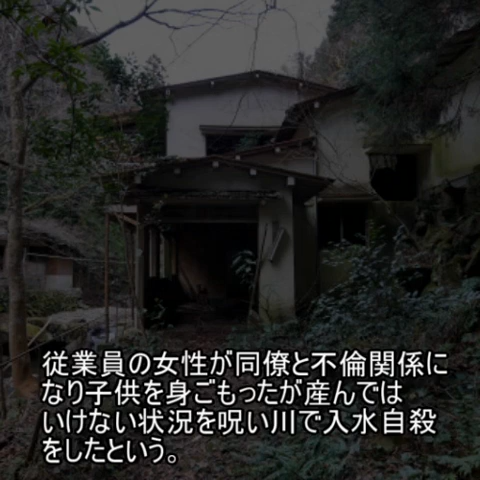 従業員の女性が同僚と不倫関係に
なり子供を身ごもったが産んでは
いけない状況を呪い川で入水自殺
をしたという。